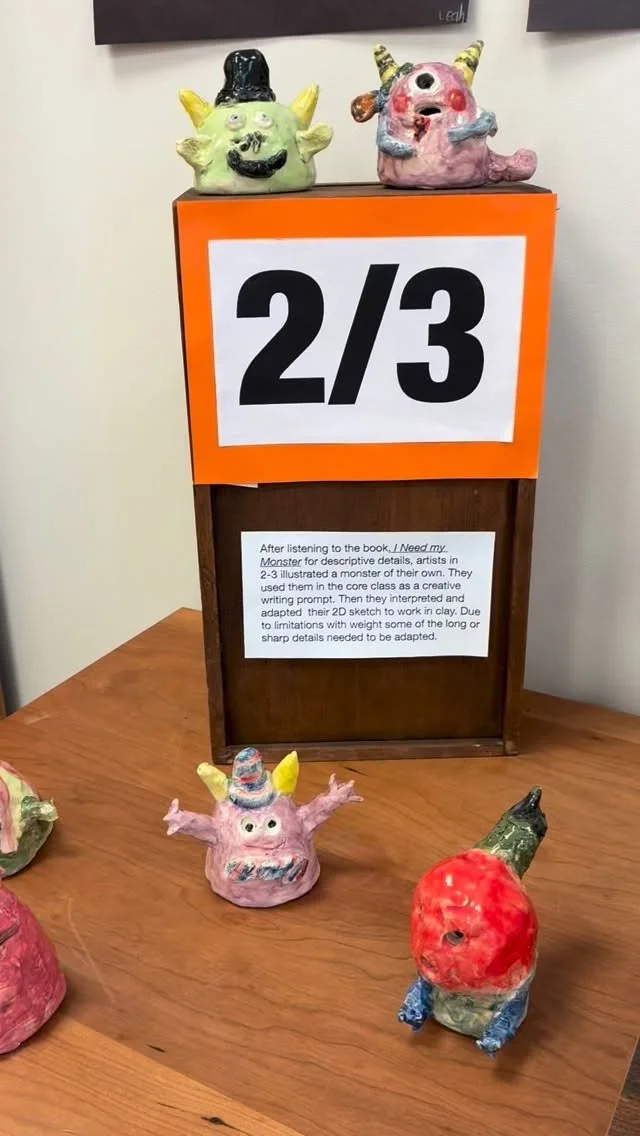 Leah
2/3
After listening to the book, I Need my
Monster for descriptive details, artists in
2-3 illustrated a monster of their own. They
used them in the core class as a creative
writing prompt. Then they interpreted and
adapted their 2D sketch to work in clay. Due
to limitations with weight some of the long or
sharp details needed to be adapted.